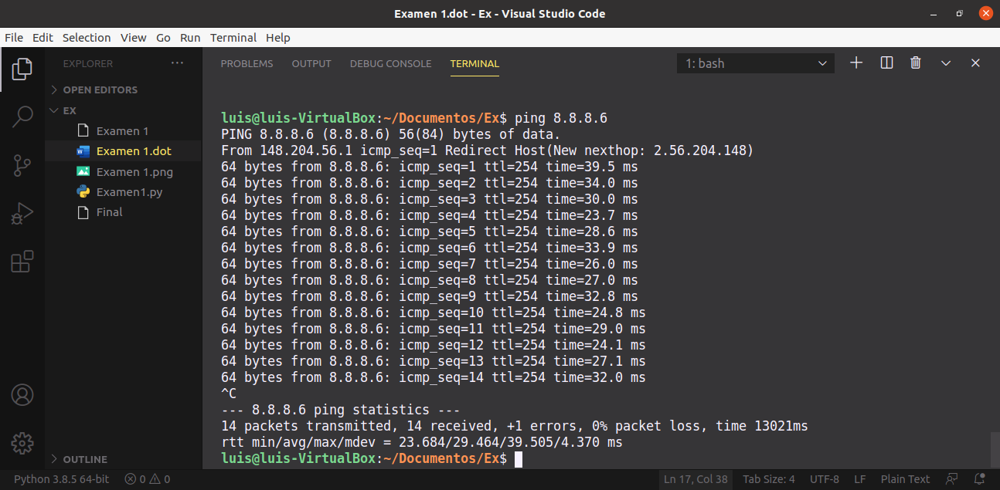 Examen 1.dot - Ex - Visual Studio Code
File Edit Selection View Go Run Terminal Help
EXPLORER
OPEN EDITORS
EX
Examen 1
Examen 1.dot
Examen 1.png
Examen1.py
Final
OUTLINE
PROBLEMS OUTPUT DEBUG CONSOLE TERMINAL
1: bash
luis@luis-VirtualBox:~/Documentos/Ex$ ping 8.8.8.6
PING 8.8.8.6 (8.8.8.6) 56(84) bytes of data.
From 148.204.56.1 icmp_seq=1 Redirect Host(New nexthop: 2.56.204.148)
64 bytes from 8.8.8.6: icmp_seq=1 ttl=254 time=39.5 ms
64 bytes from 8.8.8.6: icmp_seq=2 ttl=254 time=34.0 ms
64 bytes from 8.8.8.6: icmp_seq=3 ttl=254 time=30.0 ms
64 bytes from 8.8.8.6: icmp_seq=4 ttl=254 time=23.7 ms
64 bytes from 8.8.8.6: icmp_seq=5 ttl=254 time=28.6 ms
64 bytes from 8.8.8.6: icmp_seq=6 ttl=254 time=33.9 ms
64 bytes from 8.8.8.6: icmp_seq=7 ttl=254 time=26.0 ms
64 bytes from 8.8.8.6: icmp_seq=8 ttl=254 time=27.0 ms
64 bytes from 8.8.8.6: icmp_seq=9 ttl=254 time=32.8 ms
64 bytes from 8.8.8.6: icmp_seq=10 ttl=254 time=24.8 ms
64 bytes from 8.8.8.6: icmp_seq=11 ttl=254 time=29.0 ms
64 bytes from 8.8.8.6: icmp_seq=12 ttl=254 time=24.1 ms
64 bytes from 8.8.8.6: icmp_seq=13 ttl=254 time=27.1 ms
64 bytes from 8.8.8.6: icmp_seq=14 ttl=254 time=32.0 ms
^C
--- 8.8.8.6 ping statistics ---
14 packets transmitted, 14 received, +1 errors, 0% packet loss, time 13021ms
rtt min/avg/max/mdev = 23.684/29.464/39.505/4.370 ms
luis@luis-VirtualBox:~/Documentos/Ex$
Python 3.8.5 64-bit 0 0 Ln 17, Col 38 Tab Size: 4 UTF-8 LF Plain Text